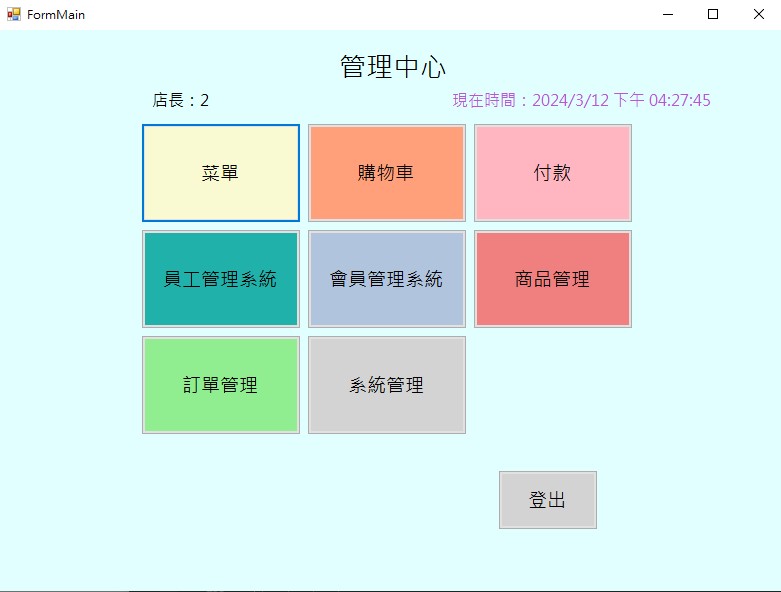 FormMain
管理中心
店長：2
現在時間：2024/3/12 下午 04:27:45
菜單
購物車
付款
員工管理系統
會員管理系統
商品管理
訂單管理
系統管理
登出